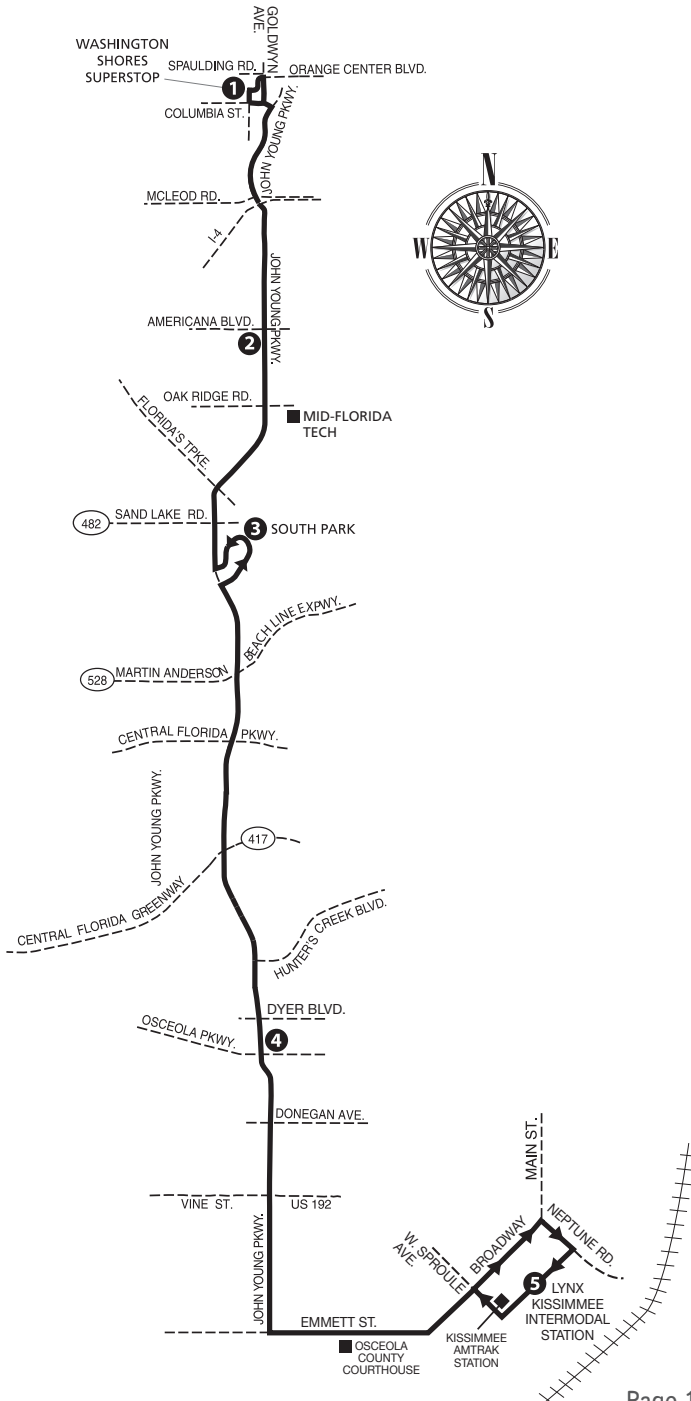 GOLDWYN
AVE.
WASHINGTON
SHORES
SUPERSTOP
SPAULDING RD.
ORANGE CENTER BLVD.
1
COLUMBIA ST.
JOHN YOUNG PKWY.
MCLEOD RD.
I-4
N
W
E
S
JOHN YOUNG PKWY.
AMERICANA BLVD.
2
OAK RIDGE RD.
MID-FLORIDA
TECH
FLORIDA'S TPKE.
482
SAND LAKE RD.
3
SOUTH PARK
BEACH LINE EXPWY.
528
MARTIN ANDERSON
CENTRAL FLORIDA PKWY.
JOHN YOUNG PKWY.
417
CENTRAL FLORIDA GREENWAY
HUNTER'S CREEK BLVD.
DYER BLVD.
OSCEOLA PKWY.
4
DONEGAN AVE.
MAIN ST.
VINE ST.
US 192
NEPTUNE RD.
BROADWAY
W. SPROULE
AVE.
JOHN YOUNG PKWY.
5
LYNX
KISSIMMEE
INTERMODAL
STATION
EMMETT ST.
KISSIMMEE
AMTRAK
STATION
OSCEOLA
COUNTY
COURTHOUSE
Page 1